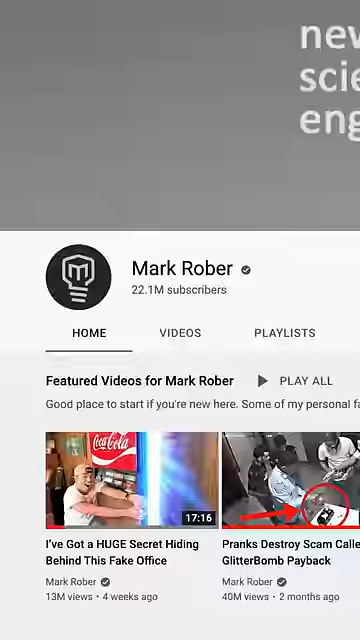 new
scie
eng
Mark Rober
22.1M subscribers
HOME VIDEOS PLAYLISTS
Featured Videos for Mark Rober PLAY ALL
Good place to start if you're new here. Some of my personal fa
Coca-Cola
17:16
I've Got a HUGE Secret Hiding
Behind This Fake Office
Mark Rober
13M views • 4 weeks ago
Pranks Destroy Scam Calle
GlitterBomb Payback
Mark Rober
40M views • 2 months ago